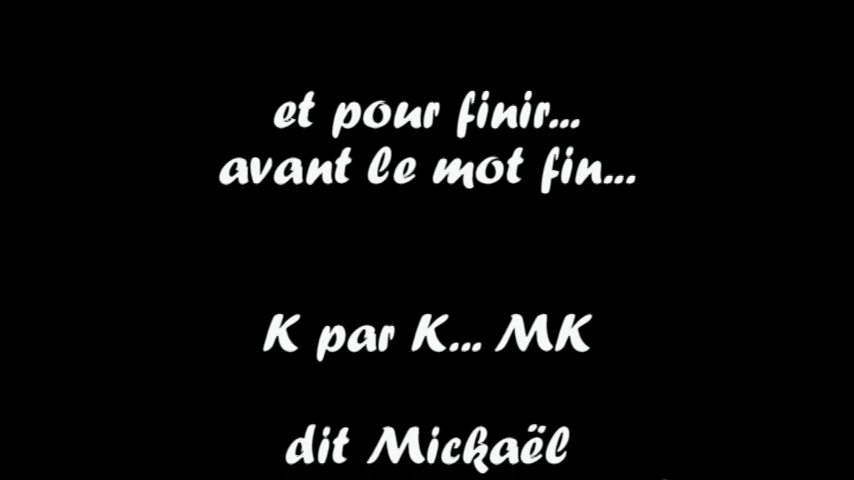 et pour finir...
avant le mot fin...
K par K... MK
dit Mickaël